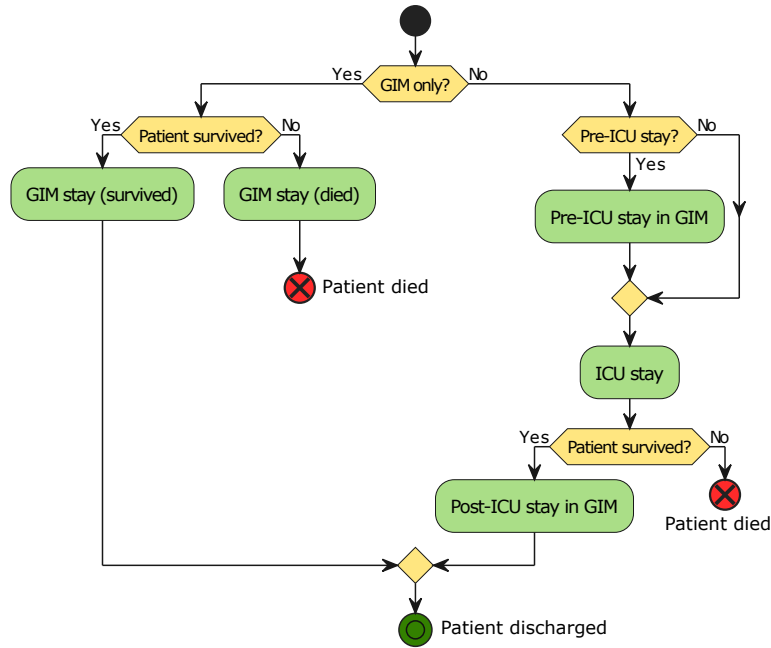 GIM only?
Yes
No
Patient survived?
Yes
No
Pre-ICU stay?
No
Yes
GIM stay (survived)
GIM stay (died)
Pre-ICU stay in GIM
Patient died
ICU stay
Patient survived?
Yes
No
Post-ICU stay in GIM
Patient died
Patient discharged